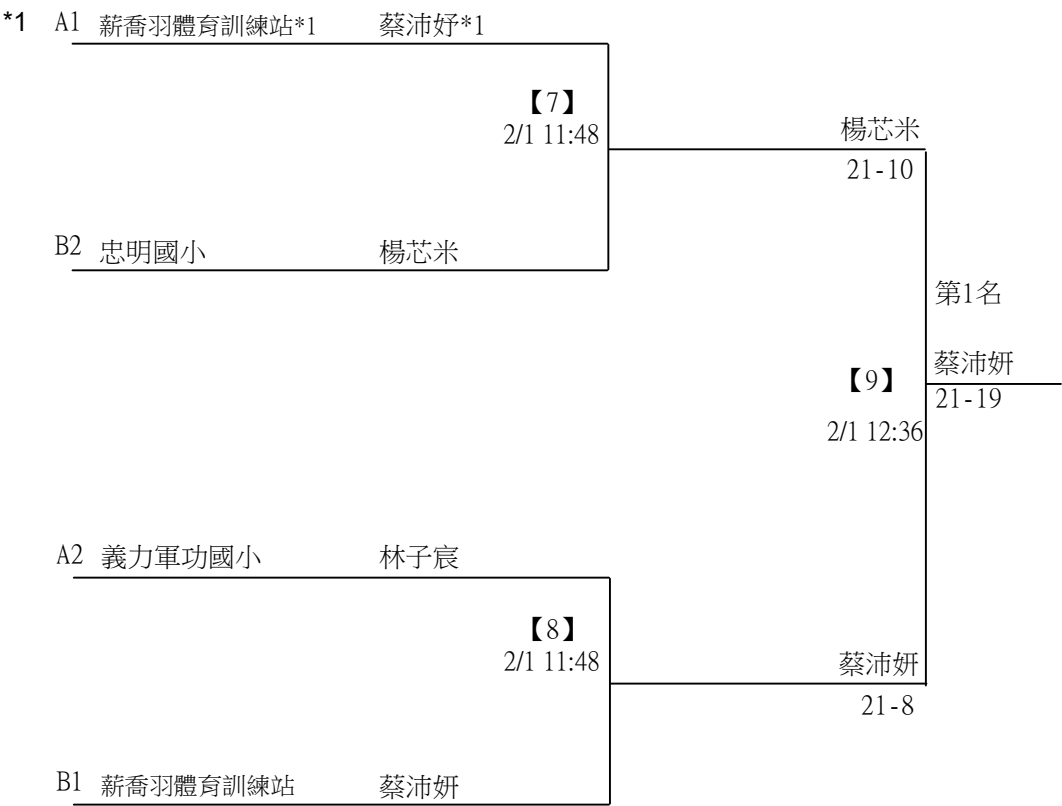 *1 A1 薪喬羽體育訓練站*1 蔡沛妤*1
【7】
2/1 11:48
楊芯米
21-10
B2 忠明國小 楊芯米
第1名
蔡沛妍
【9】
21-19
2/1 12:36
A2 義力軍功國小 林子宸
【8】
2/1 11:48
蔡沛妍
21-8
B1 薪喬羽體育訓練站 蔡沛妍